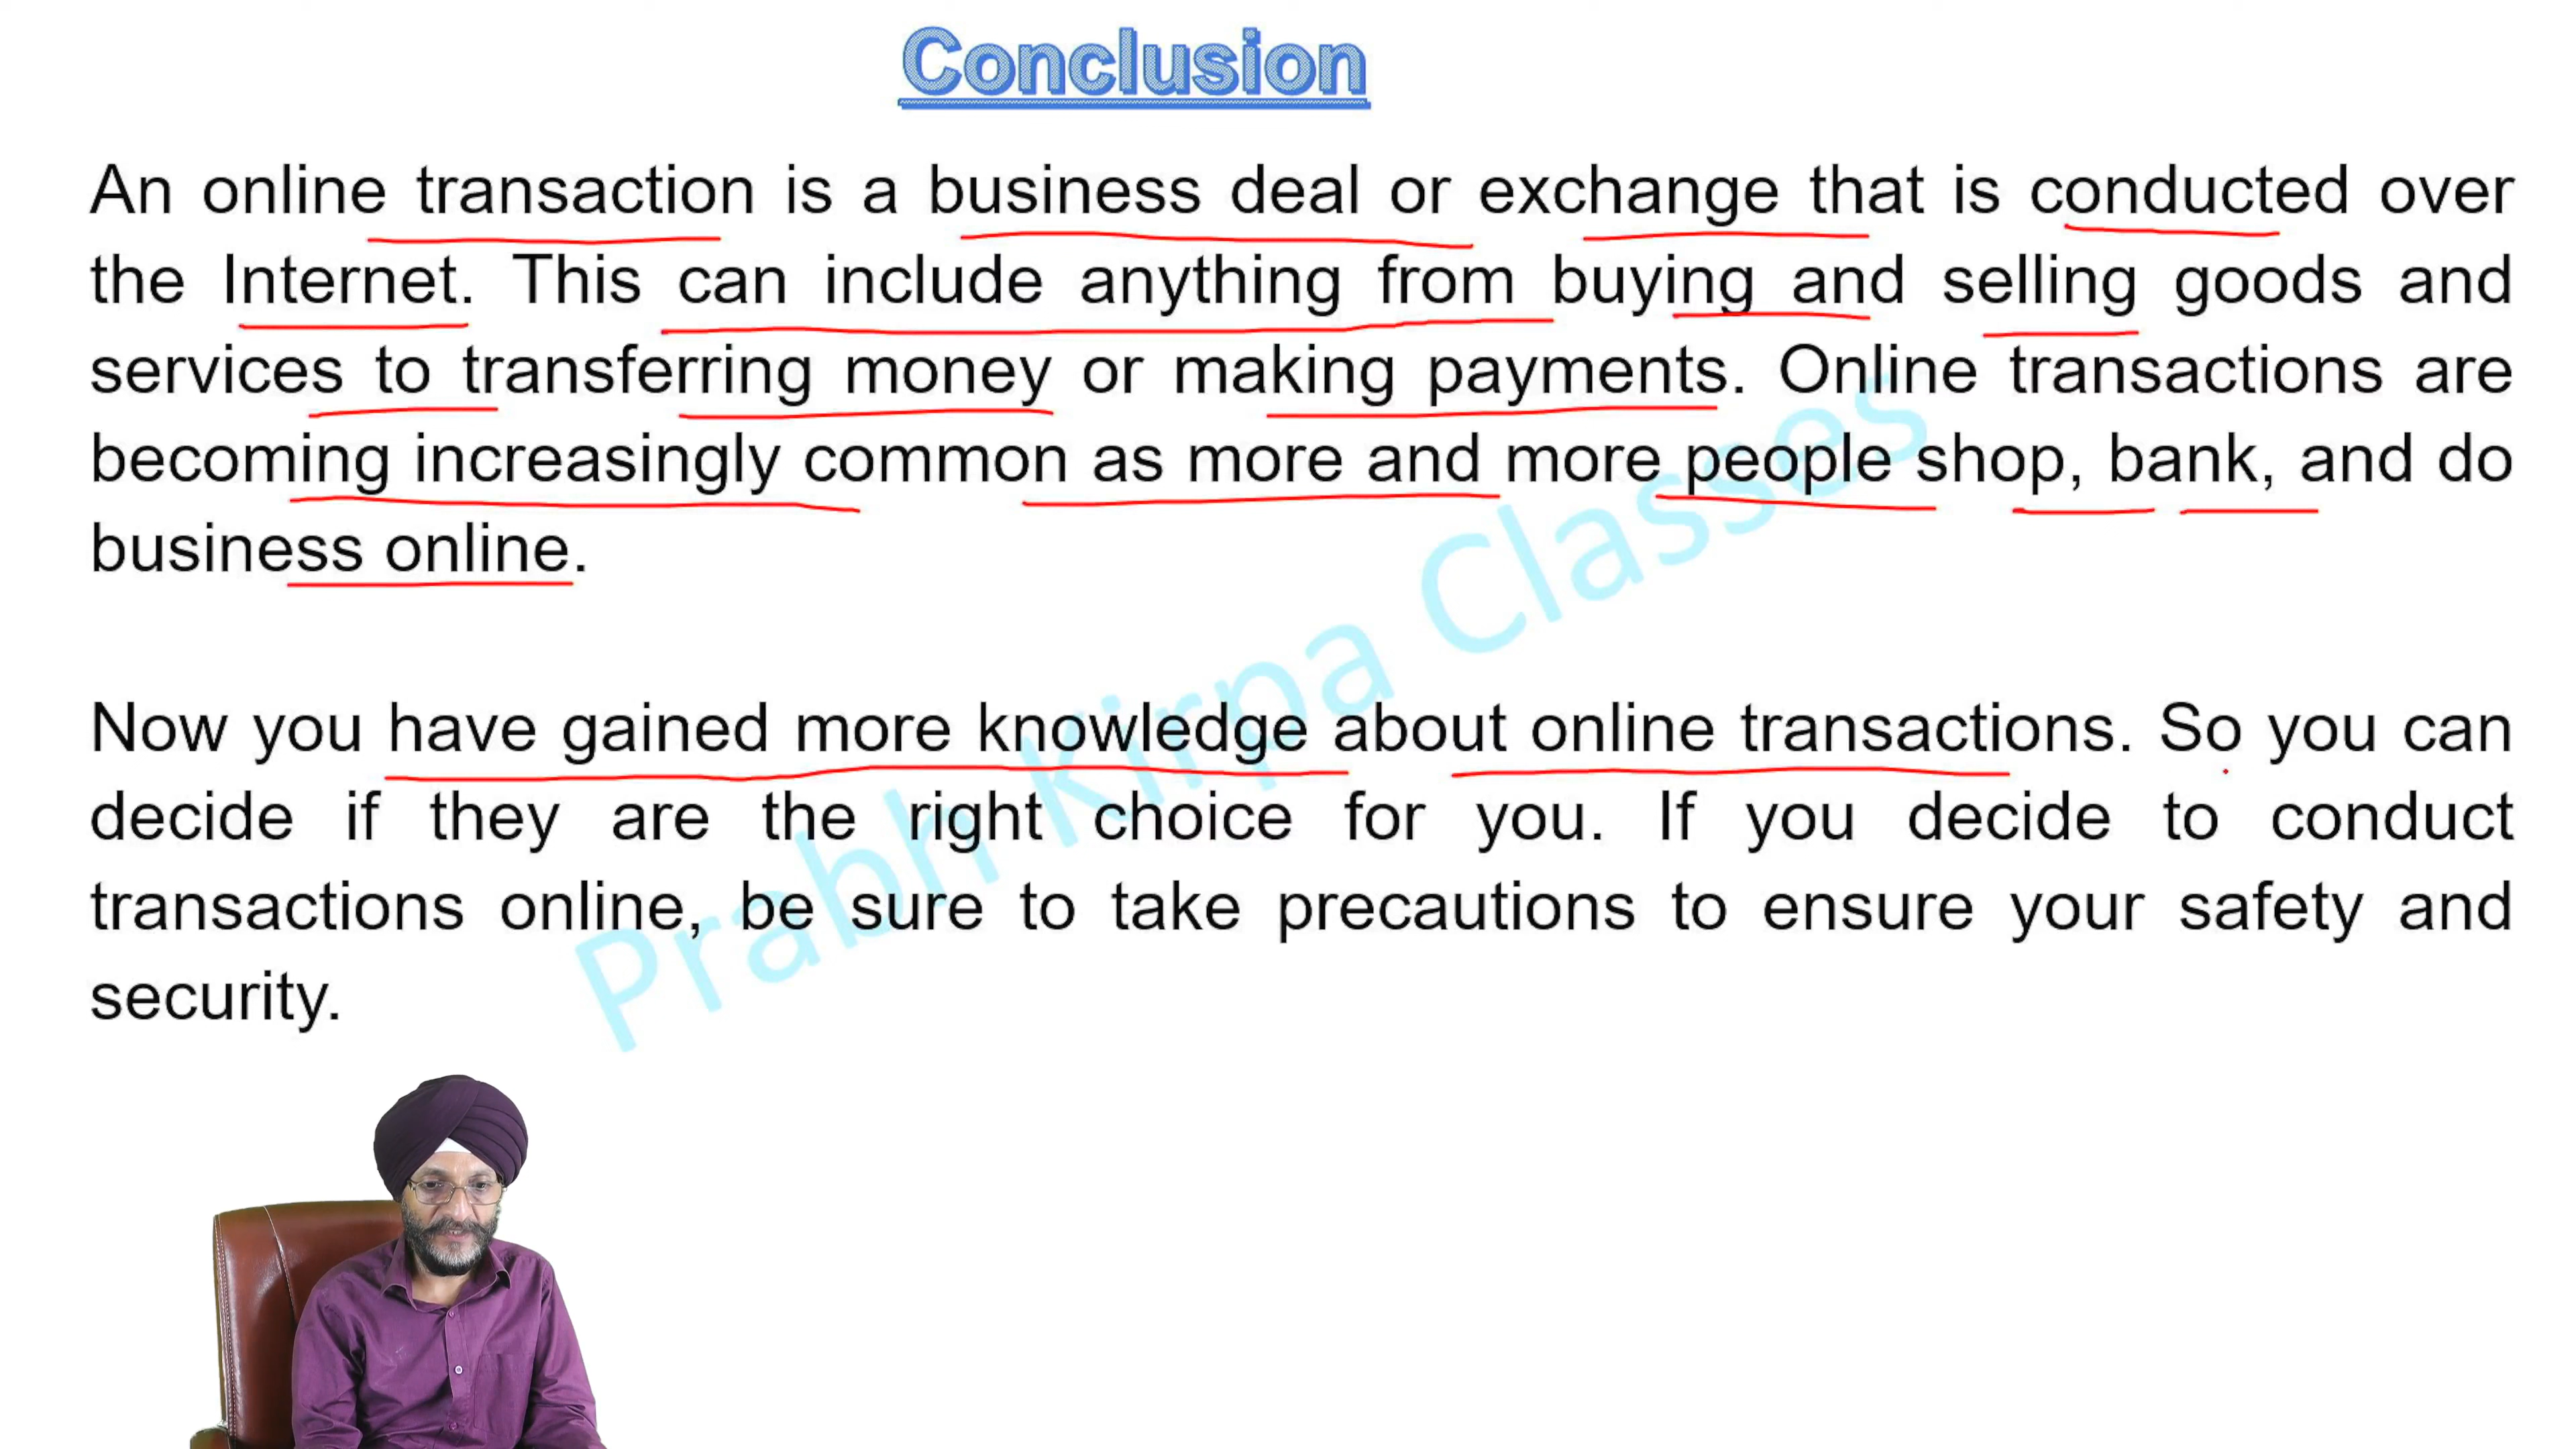 Conclusion
An online transaction is a business deal or exchange that is conducted over
the Internet. This can include anything from buying and selling goods and
services to transferring money or making payments. Online transactions are
becoming increasingly common as more and more people shop, bank, and do
business online.
Now you have gained more knowledge about online transactions. So you can
decide if they are the right choice for you. If you decide to conduct
transactions online, be sure to take precautions to ensure your safety and
security.
Prabh Kirpa Classes